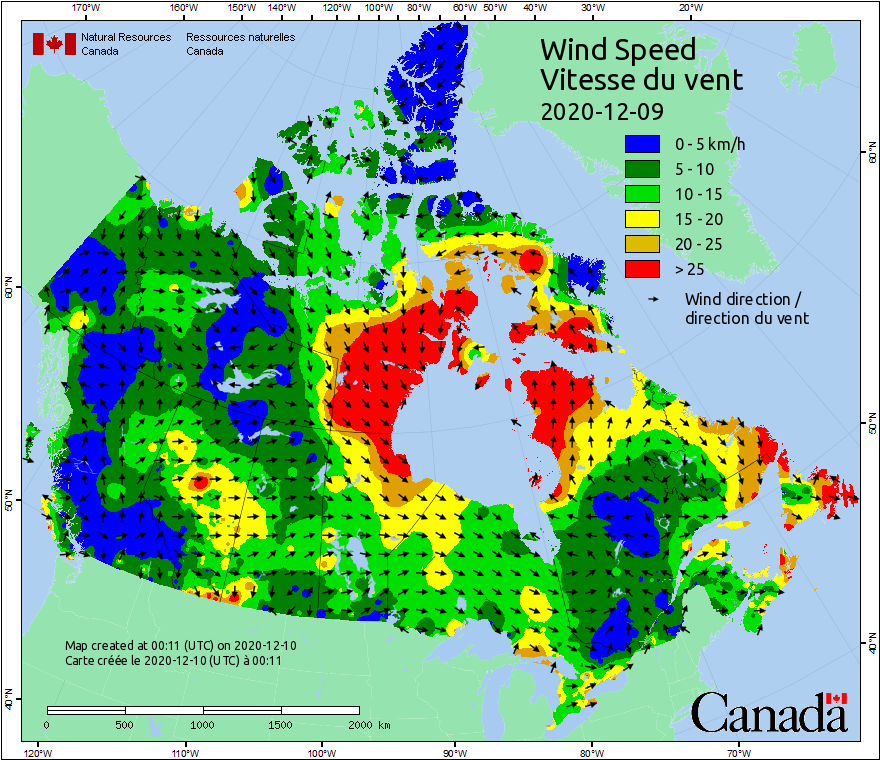 170°W 160°W 150°W 140°W 120°W 100°W 80°W 60°W 50°W 40°W 30°W 20°W
Natural Resources Ressources naturelles
Canada Canada
Wind Speed
Vitesse du vent
2020-12-09
0 - 5 km/h
5 - 10
10 - 15
15 - 20
20 - 25
> 25
Wind direction /
direction du vent
60°N
60°N
50°N
50°N
40°N
40°N
Map created at 00:11 (UTC) on 2020-12-10
Carte créée le 2020-12-10 (UTC) à 00:11
0 500 1000 1500 2000 km
Canada
120°W 110°W 100°W 90°W 80°W 70°W